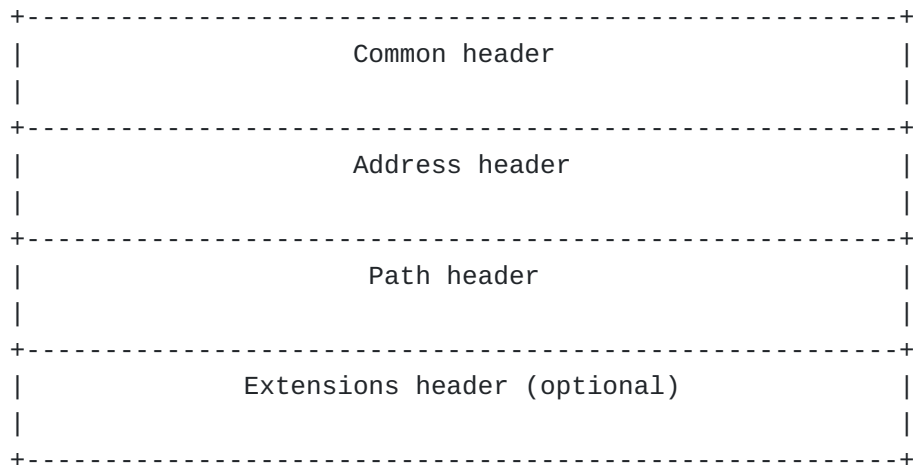 Common header
Address header
Path header
Extensions header (optional)